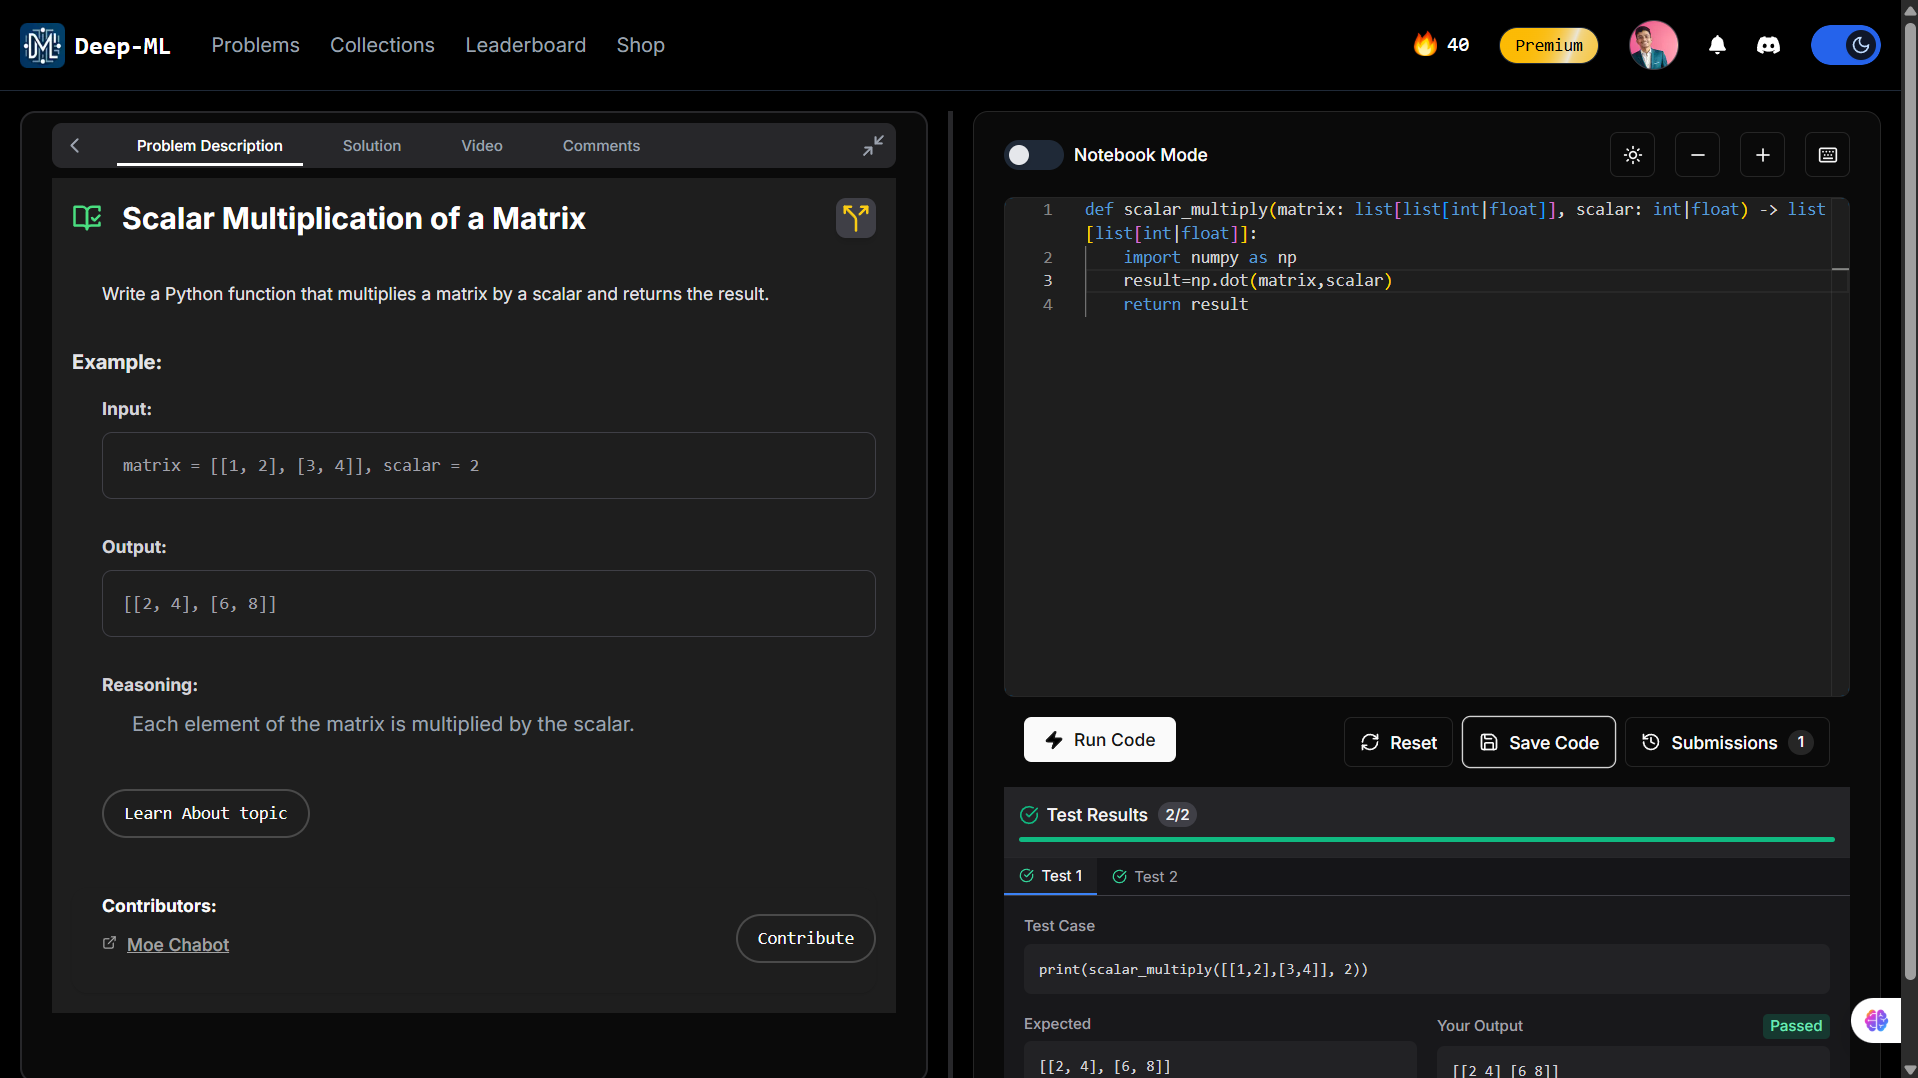 Deep-ML
Problems
Collections
Leaderboard
Shop
40
Premium
Problem Description
Solution
Video
Comments
Scalar Multiplication of a Matrix
Write a Python function that multiplies a matrix by a scalar and returns the result.
Example:
Input:
matrix = [[1, 2], [3, 4]], scalar = 2
Output:
[[2, 4], [6, 8]]
Reasoning:
Each element of the matrix is multiplied by the scalar.
Learn About topic
Contributors:
Moe Chabot
Contribute
Notebook Mode
1 def scalar_multiply(matrix: list[list[int|float]], scalar: int|float) -> list
[list[int|float]]:
2 import numpy as np
3 result=np.dot(matrix,scalar)
4 return result
Run Code
Reset
Save Code
Submissions 1
Test Results 2/2
Test 1
Test 2
Test Case
print(scalar_multiply([[1,2],[3,4]], 2))
Expected
[[2, 4], [6, 8]]
Your Output
Passed
[[2 4] [6 8]]